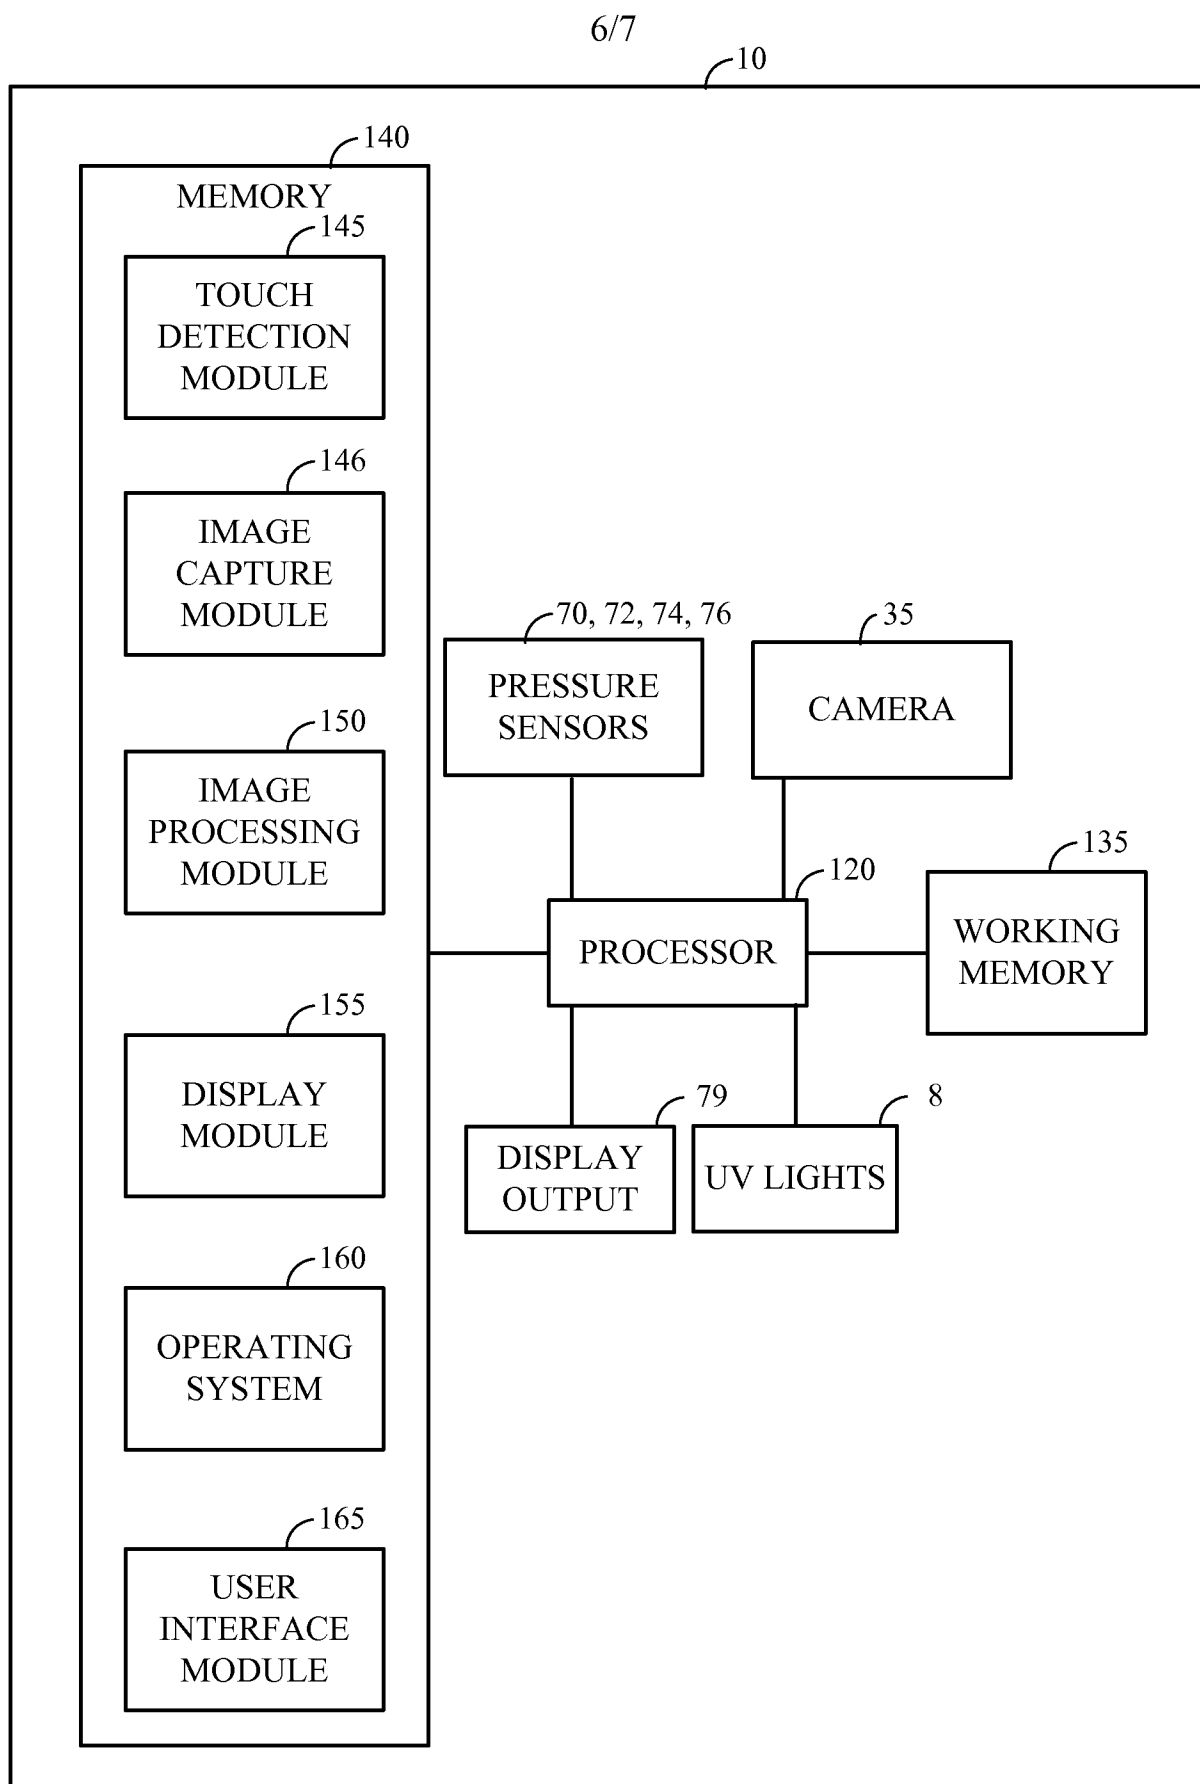 6/7
10
140
MEMORY
145
TOUCH
DETECTION
MODULE
146
IMAGE
CAPTURE
MODULE
150
IMAGE
PROCESSING
MODULE
155
DISPLAY
MODULE
160
OPERATING
SYSTEM
165
USER
INTERFACE
MODULE
70, 72, 74, 76
PRESSURE
SENSORS
35
CAMERA
120
PROCESSOR
135
WORKING
MEMORY
79
DISPLAY
OUTPUT
8
UV LIGHTS